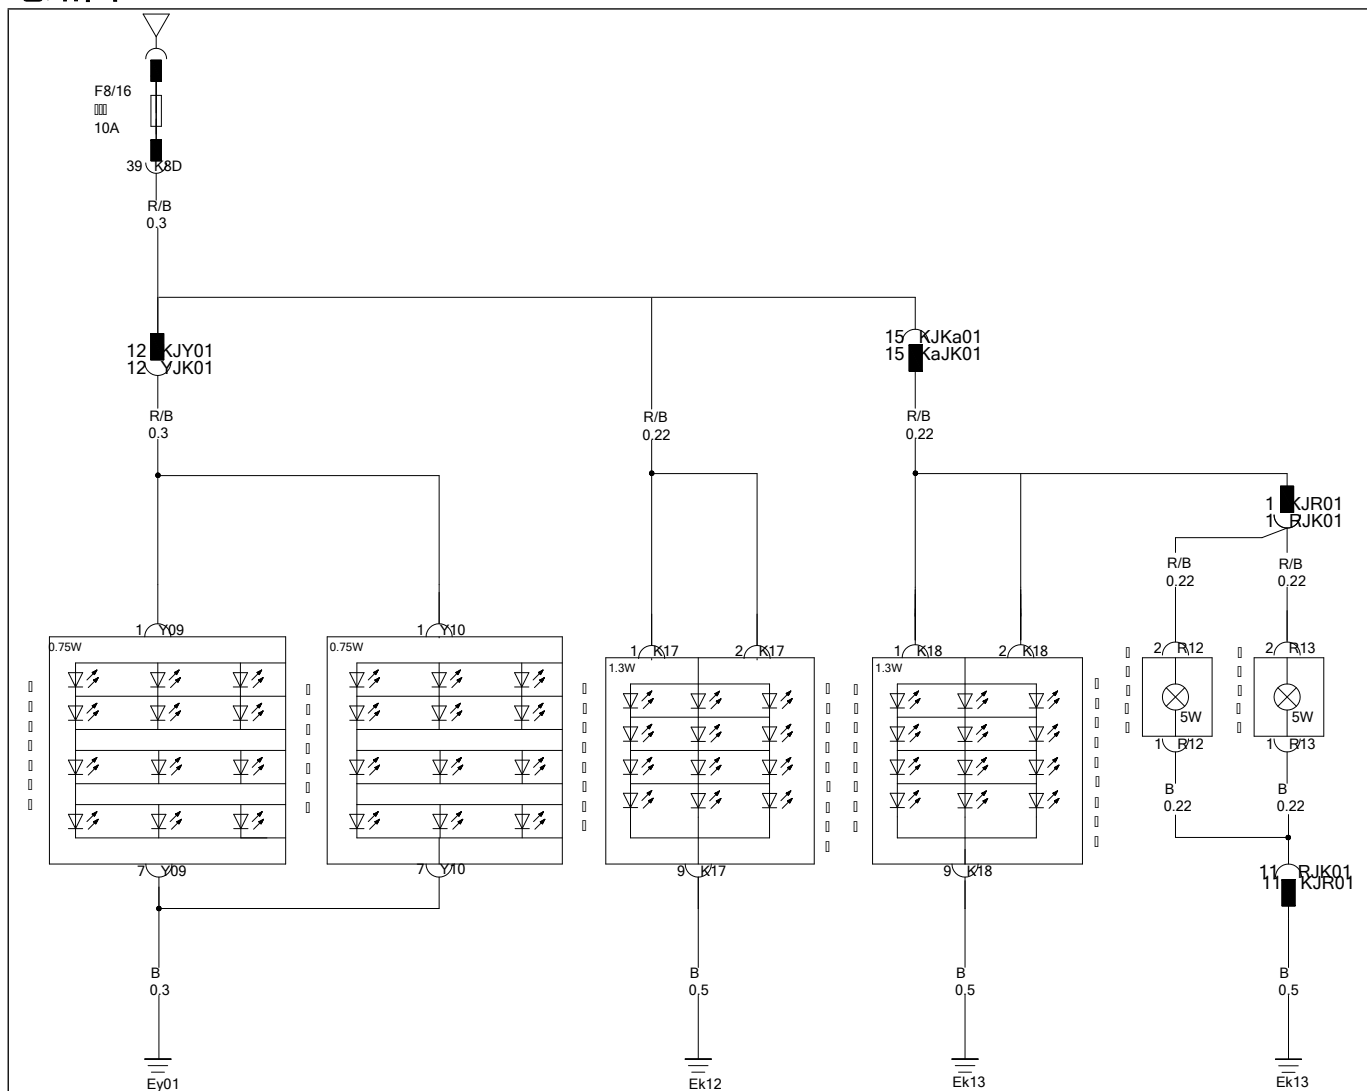 F8/16
10A
39 K8D
R/B
0.3
12 KJY01
12 YJK01
15 KJKa01
15 KaJK01
R/B
0.3
R/B
0.22
R/B
0.22
1 KJR01
1 RJK01
R/B
0.22
R/B
0.22
1 Y09
1 Y10
1 K17
2 K17
1 K18
2 K18
2 R12
2 R13
0.75W
0.75W
1.3W
1.3W
5W
5W
1 R12
1 R13
B
0.22
B
0.22
7 Y09
7 Y10
9 K17
9 K18
11 RJK01
11 KJR01
B
0.3
B
0.5
B
0.5
B
0.5
Ey01
Ek12
Ek13
Ek13